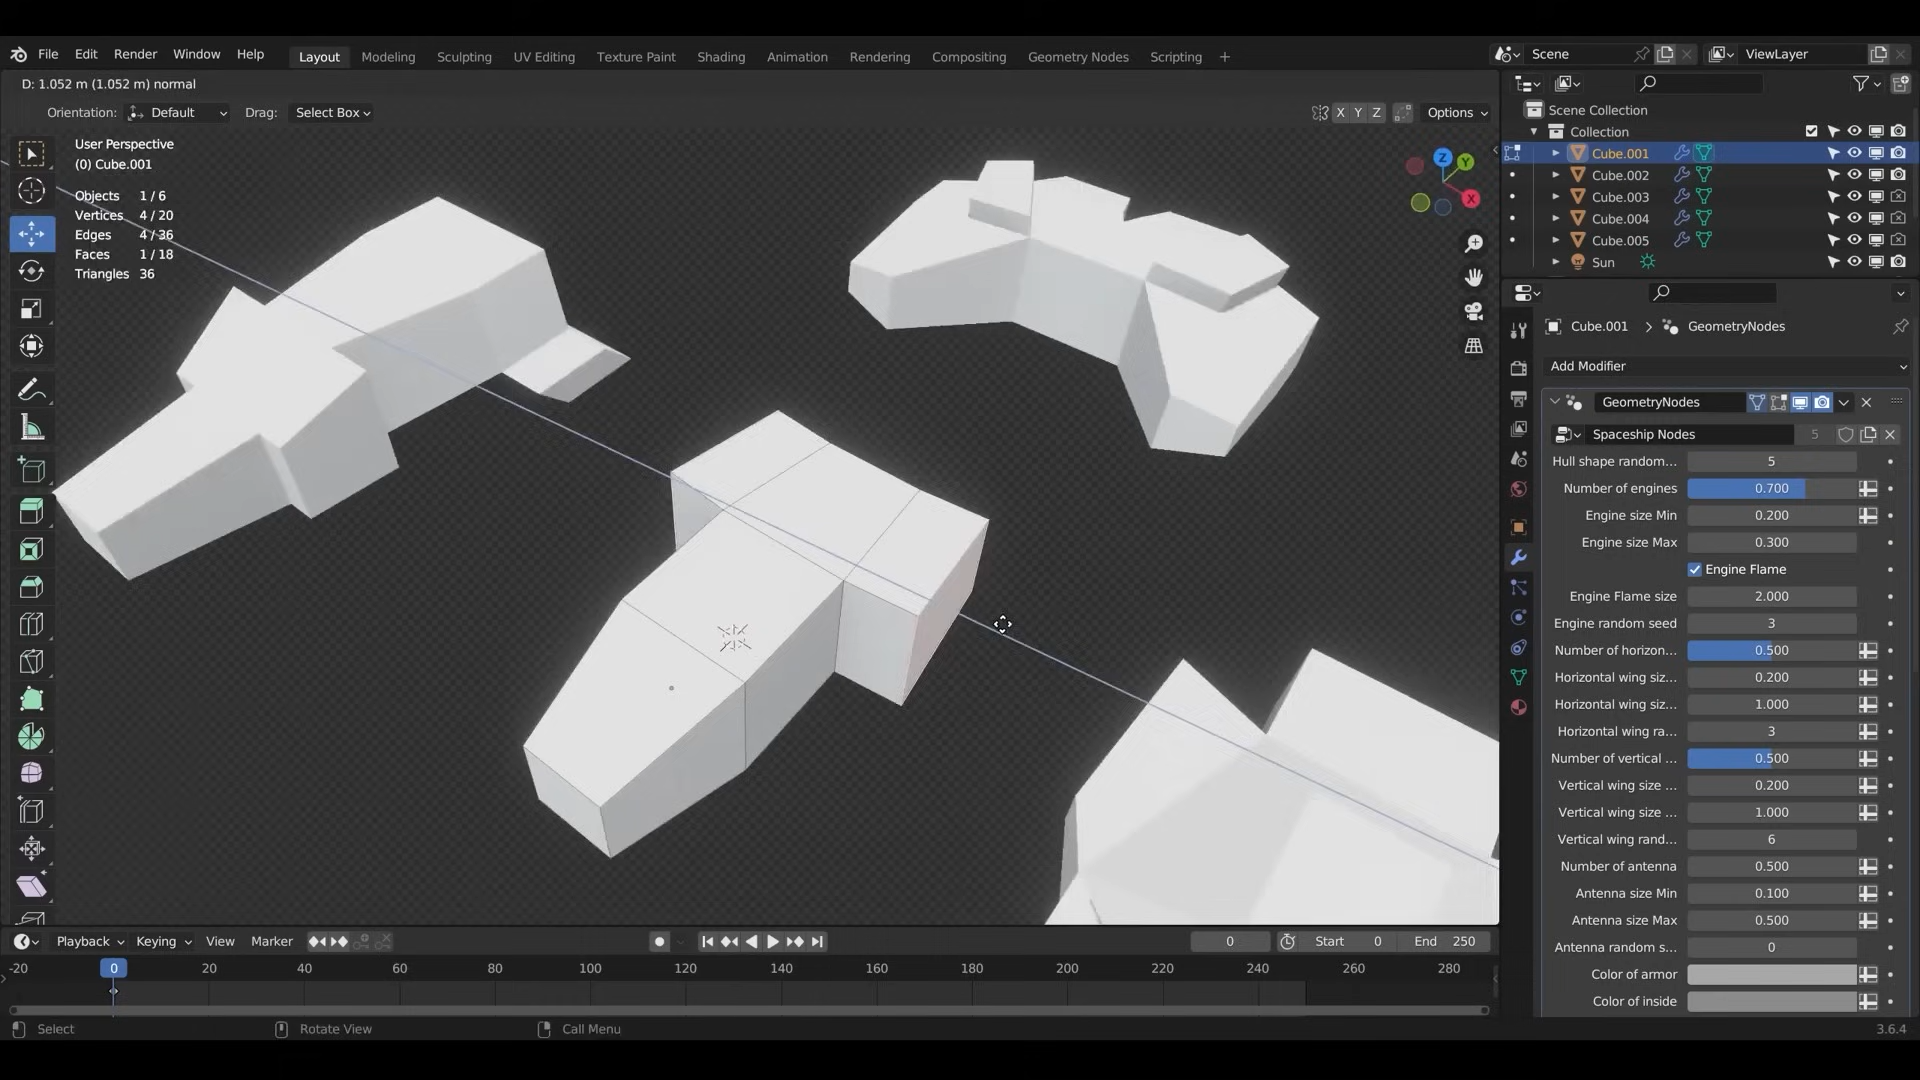 File Edit Render Window Help Layout Modeling Sculpting UV Editing Texture Paint Shading Animation Rendering Compositing Geometry Nodes Scripting + Scene ViewLayer
D: 1.052 m (1.052 m) normal
Orientation: Default Drag: Select Box X Y Z Options
User Perspective
(0) Cube.001
Objects 1 / 6
Vertices 4 / 20
Edges 4 / 36
Faces 1 / 18
Triangles 36
Z Y X
Scene Collection
Collection
Cube.001
Cube.002
Cube.003
Cube.004
Cube.005
Sun
Cube.001 > GeometryNodes
Add Modifier
GeometryNodes
Spaceship Nodes 5
Hull shape random... 5
Number of engines 0.700
Engine size Min 0.200
Engine size Max 0.300
Engine Flame
Engine Flame size 2.000
Engine random seed 3
Number of horizon... 0.500
Horizontal wing siz... 0.200
Horizontal wing siz... 1.000
Horizontal wing ra... 3
Number of vertical ... 0.500
Vertical wing size ... 0.200
Vertical wing size ... 1.000
Vertical wing rand... 6
Number of antenna 0.500
Antenna size Min 0.100
Antenna size Max 0.500
Antenna random s... 0
Color of armor
Color of inside
Playback Keying View Marker 0 Start 0 End 250
-20 0 20 40 60 80 100 120 140 160 180 200 220 240 260 280
Select Rotate View Call Menu 3.6.4